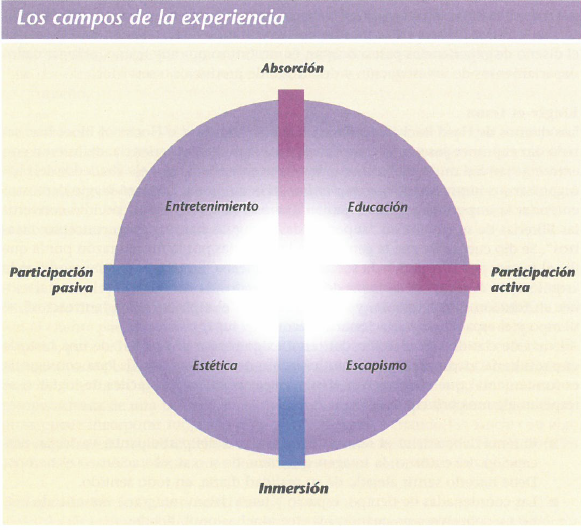 Los campos de la experiencia
Absorción
Entretenimiento
Educación
Participación
pasiva
Participación
activa
Estética
Escapismo
Inmersión